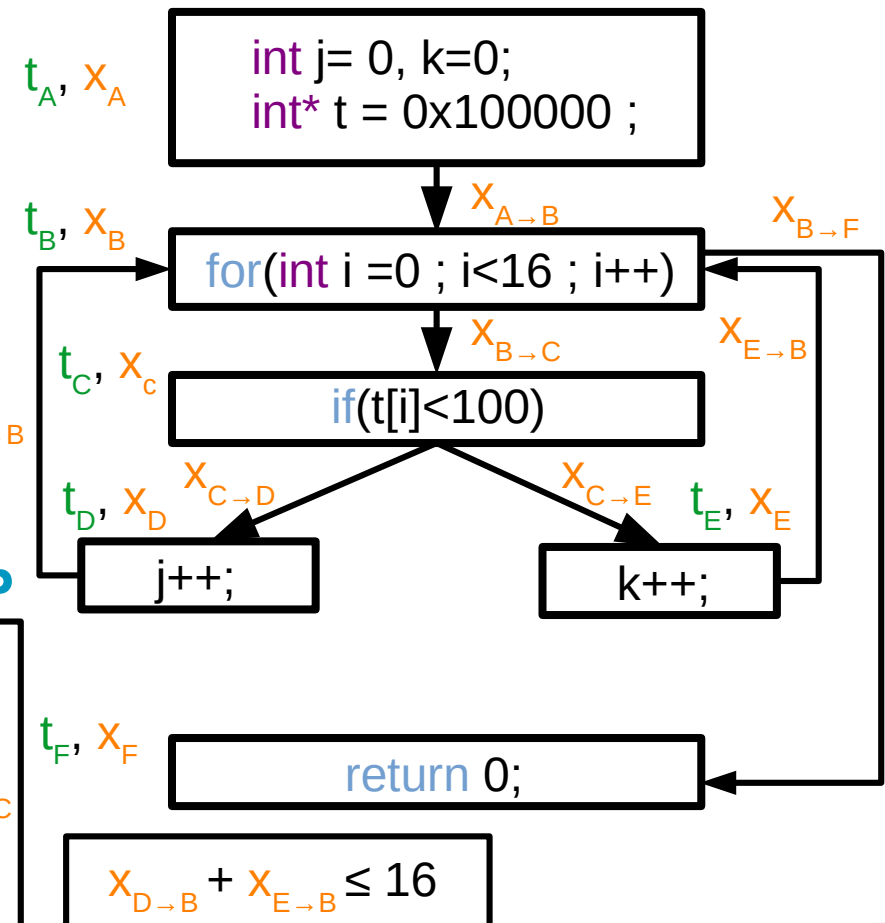 int j= 0, k=0;
t_A, x_A
int* t = 0x100000 ;
x_A→B
x_B→F
t_B, x_B
for(int i =0 ; i<16 ; i++)
x_B→C
x_E→B
t_C, x_c
if(t[i]<100)
B
x_C→D
x_C→E
t_D, x_D
t_E, x_E
j++;
k++;
t_F, x_F
return 0;
C
x_D→B + x_E→B ≤ 16